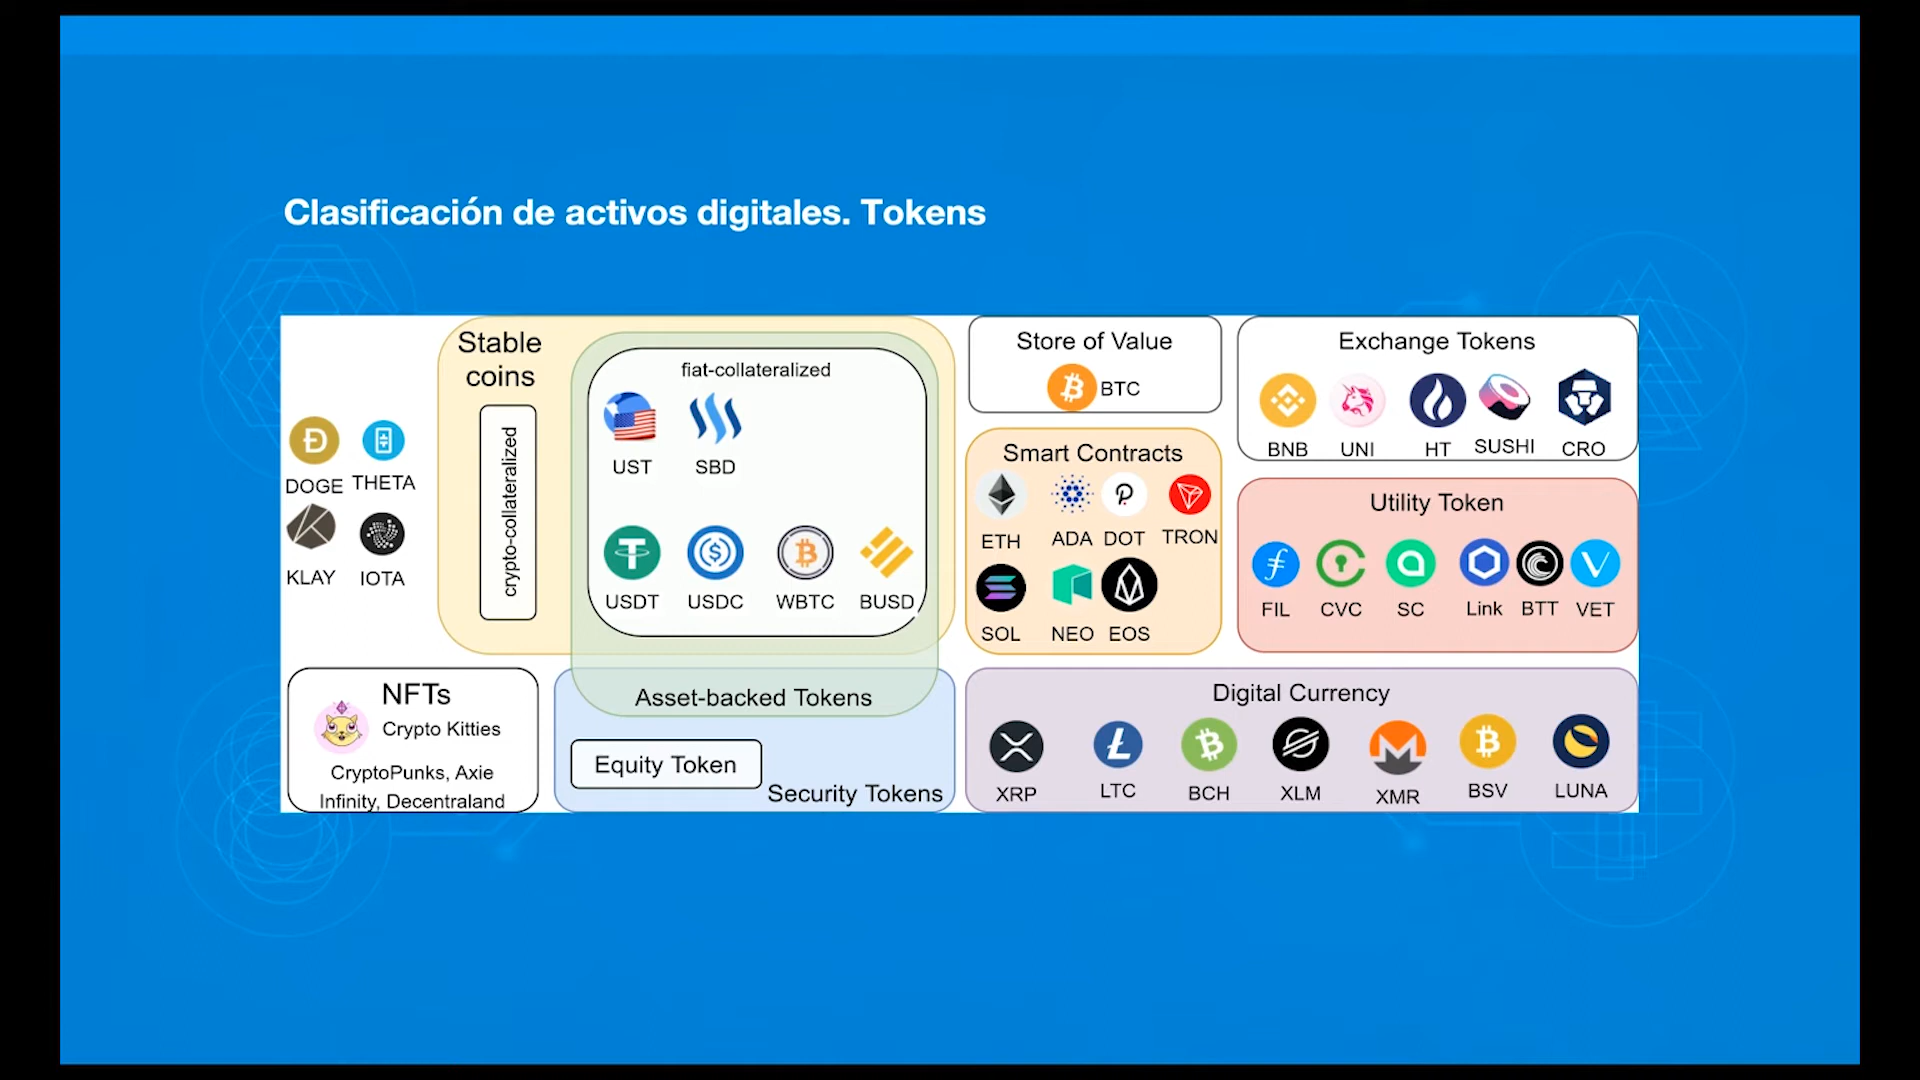 Clasificación de activos digitales. Tokens
DOGE THETA
KLAY IOTA
Stable
coins
crypto-collateralized
fiat-collateralized
UST SBD
USDT USDC WBTC BUSD
Store of Value
BTC
Smart Contracts
ETH ADA DOT TRON
SOL NEO EOS
Exchange Tokens
BNB UNI HT SUSHI CRO
Utility Token
FIL CVC SC Link BTT VET
NFTs
Crypto Kitties
CryptoPunks, Axie
Infinity, Decentraland
Asset-backed Tokens
Equity Token
Security Tokens
Digital Currency
XRP LTC BCH XLM XMR BSV LUNA